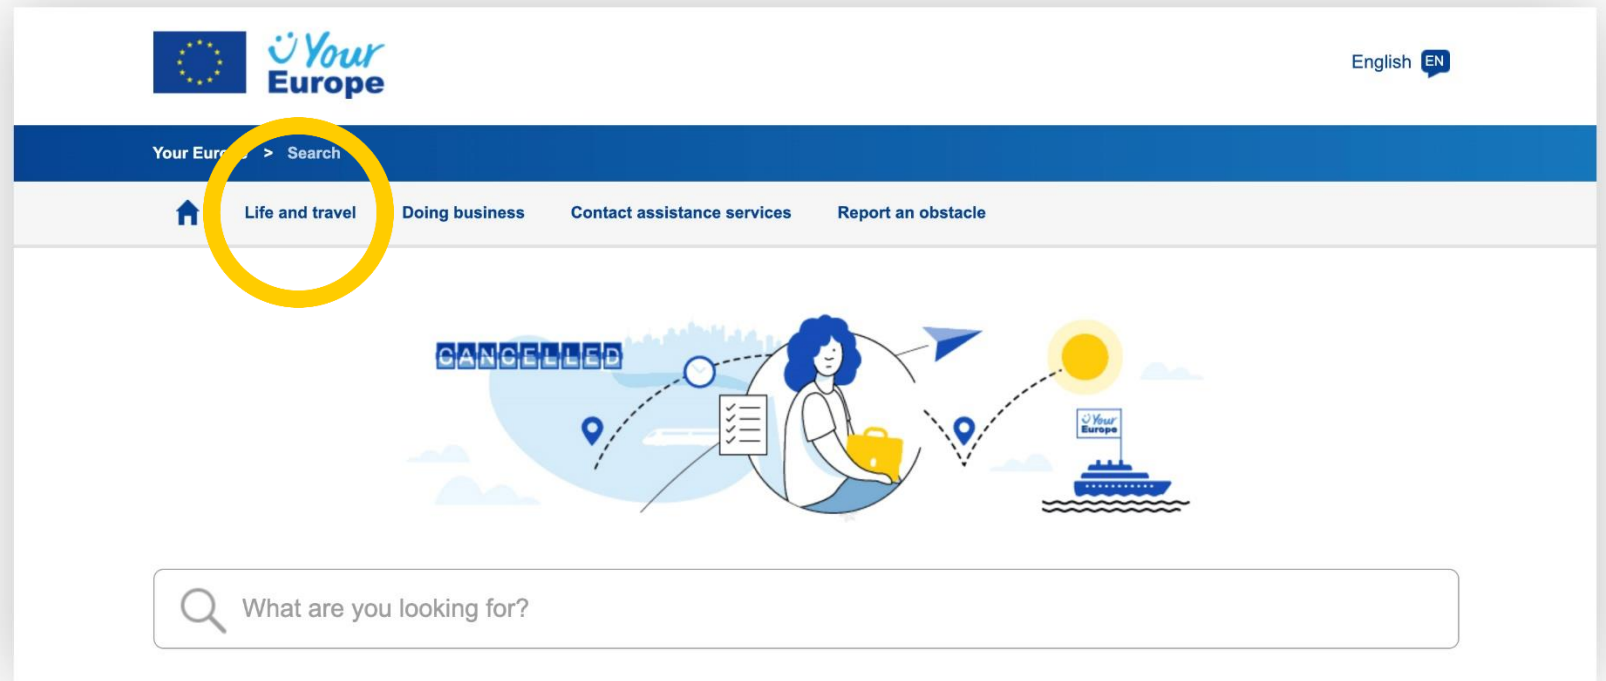 Your
Europe
English EN
Your Europe > Search
Life and travel Doing business Contact assistance services Report an obstacle
CANCELLED
Your
Europe
What are you looking for?